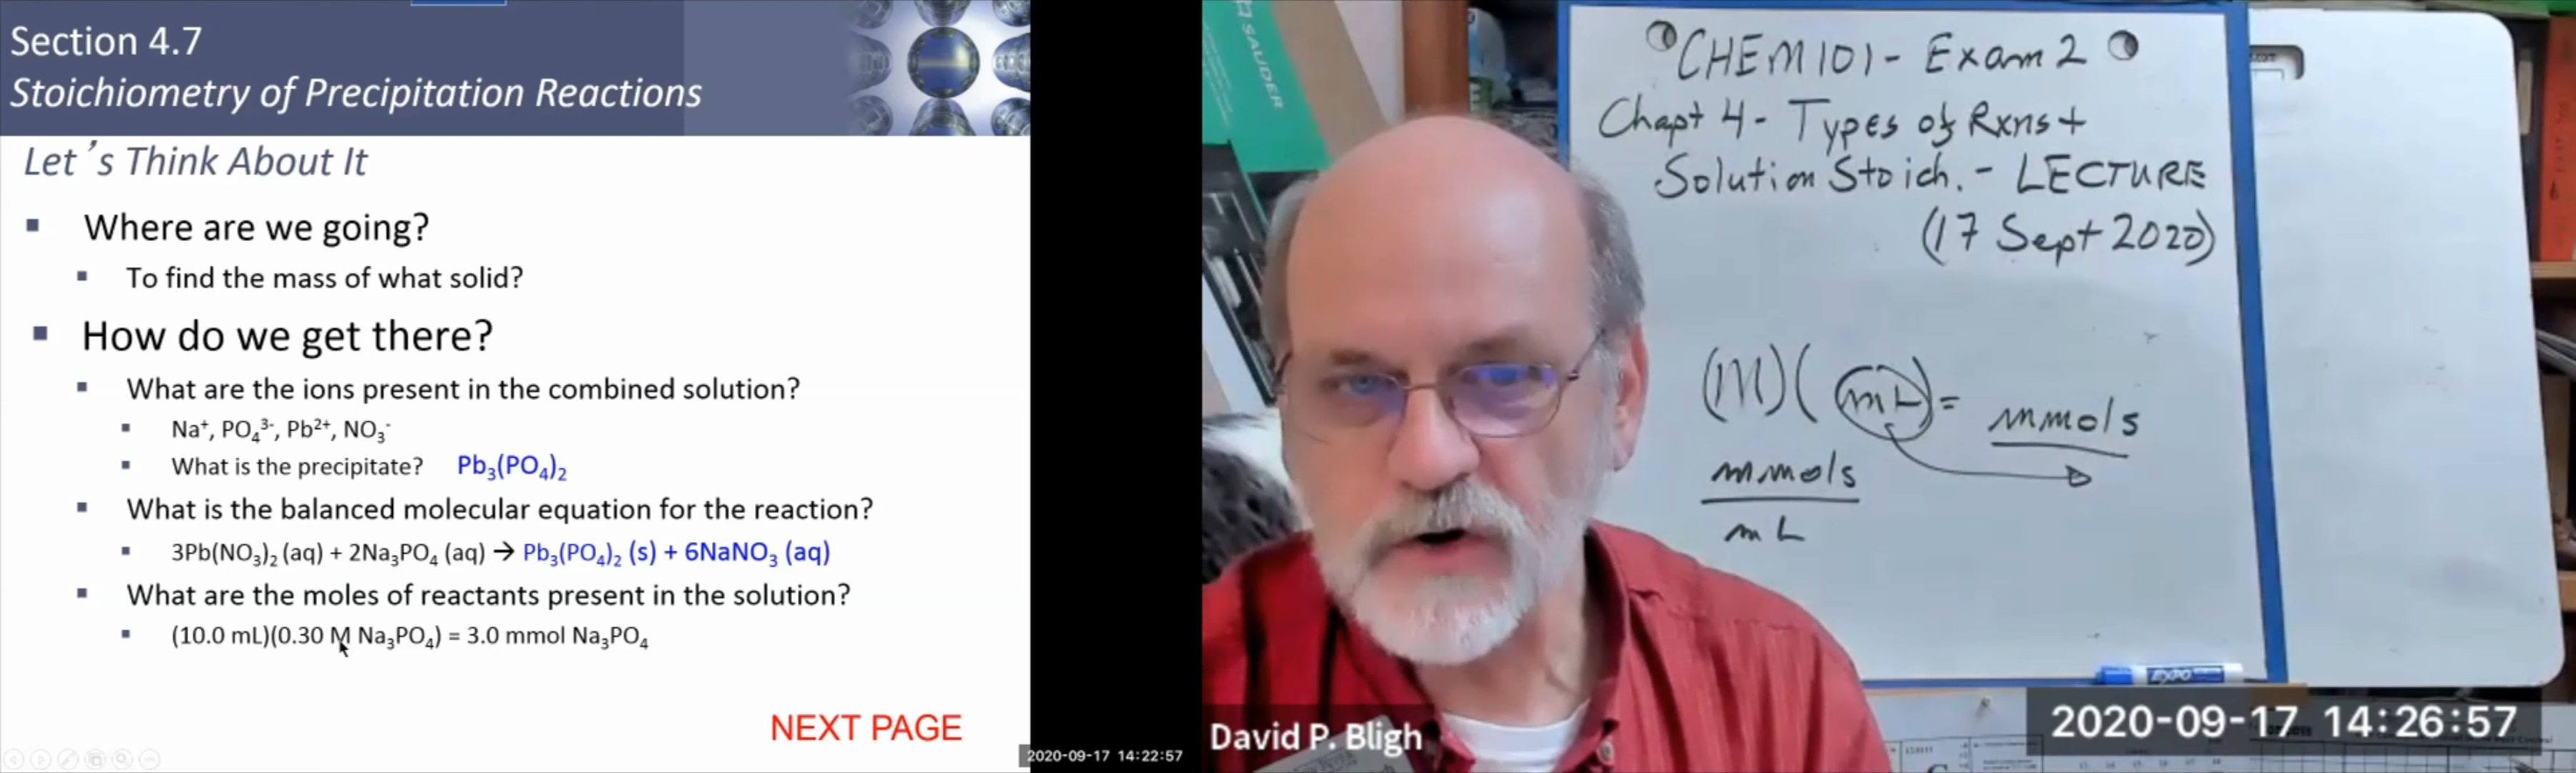 Section 4.7
Stoichiometry of Precipitation Reactions
Let's Think About It
▪ Where are we going?
▪ To find the mass of what solid?
▪ How do we get there?
▪ What are the ions present in the combined solution?
▪ Na⁺, PO₄³⁻, Pb²⁺, NO₃⁻
▪ What is the precipitate? Pb₃(PO₄)₂
▪ What is the balanced molecular equation for the reaction?
▪ 3Pb(NO₃)₂ (aq) + 2Na₃PO₄ (aq) → Pb₃(PO₄)₂ (s) + 6NaNO₃ (aq)
▪ What are the moles of reactants present in the solution?
▪ (10.0 mL)(0.30 M Na₃PO₄) = 3.0 mmol Na₃PO₄
NEXT PAGE
2020-09-17 14:22:57
SAUDER
CHEM 101 - Exam 2
Chapt 4 - Types of Rxns +
Solution Stoich. - LECTURE
(17 Sept 2020)
(M)(mL) = mmols
mmols
mL
EXPO
David P. Bligh
2020-09-17 14:26:57